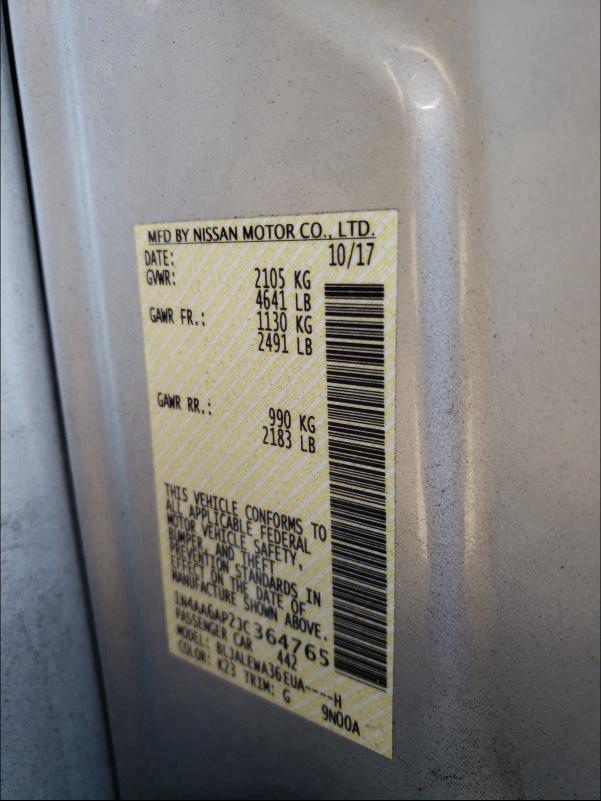 MFD BY NISSAN MOTOR CO., LTD.
DATE: 10/17
GVWR: 2105 KG
4641 LB
GAWR FR.: 1130 KG
2491 LB
GAWR RR.: 990 KG
2183 LB
THIS VEHICLE CONFORMS TO
ALL APPLICABLE FEDERAL
MOTOR VEHICLE SAFETY,
BUMPER, AND THEFT
PREVENTION STANDARDS IN
EFFECT ON THE DATE OF
MANUFACTURE SHOWN ABOVE.
1N4AA6AP2JC364765
PASSENGER CAR 442
MODEL: BLJALEWA36EUA----H
COLOR: K23 TRIM: G 9N00A